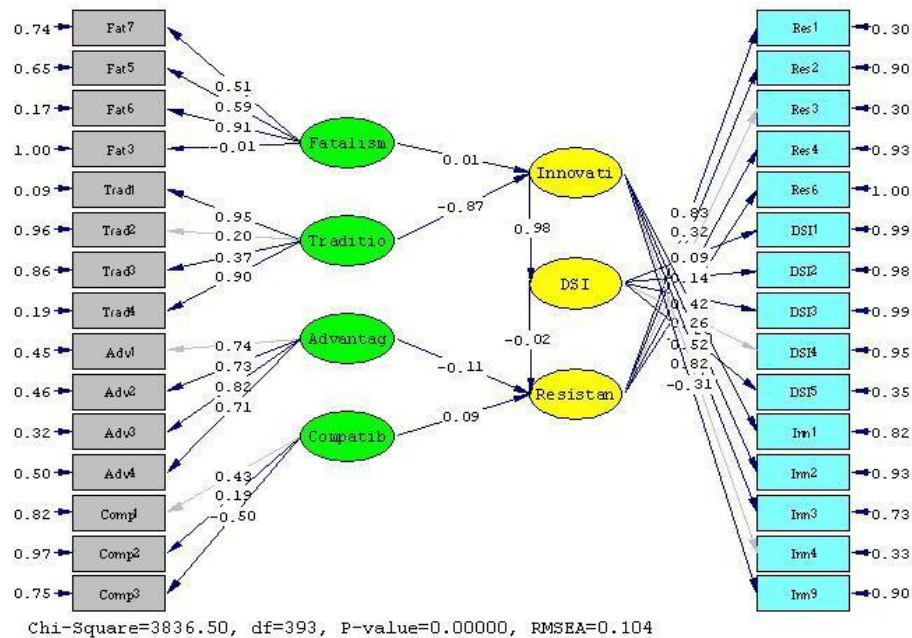 0.74 Fat7 Res1 0.30
0.65 Fat5 Res2 0.90
0.17 Fat6 0.51 0.59 0.91 Res3 0.30
1.00 Fat3 -0.01 Fatalism 0.01 Innovati Res4 0.93
0.09 Trad1 0.95 -0.87 0.83 Res6 1.00
0.96 Trad2 0.20 Traditio 0.98 0.32 DSI1 0.99
0.86 Trad3 0.37 0.90 DSI 0.09 0.14 DSI2 0.98
0.19 Trad4 0.42 DSI3 0.99
0.45 Adv1 0.74 Advantag -0.02 0.26 DSI4 0.95
0.46 Adv2 0.73 -0.11 0.52 0.82 DSI5 0.35
0.32 Adv3 0.82 0.71 Resistan -0.31 Inn1 0.82
0.50 Adv4 Compatib 0.09 Inn2 0.93
0.82 Comp1 0.43 0.19 -0.50 Inn3 0.73
0.97 Comp2 Inn4 0.33
0.75 Comp3 Inn9 0.90
Chi-Square=3836.50, df=393, P-value=0.00000, RMSEA=0.104